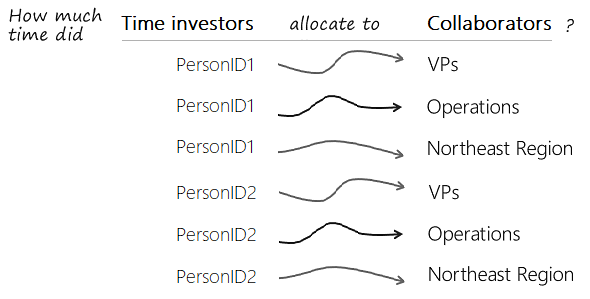 How much time did Time investors allocate to Collaborators ?
PersonID1 VPs
PersonID1 Operations
PersonID1 Northeast Region
PersonID2 VPs
PersonID2 Operations
PersonID2 Northeast Region